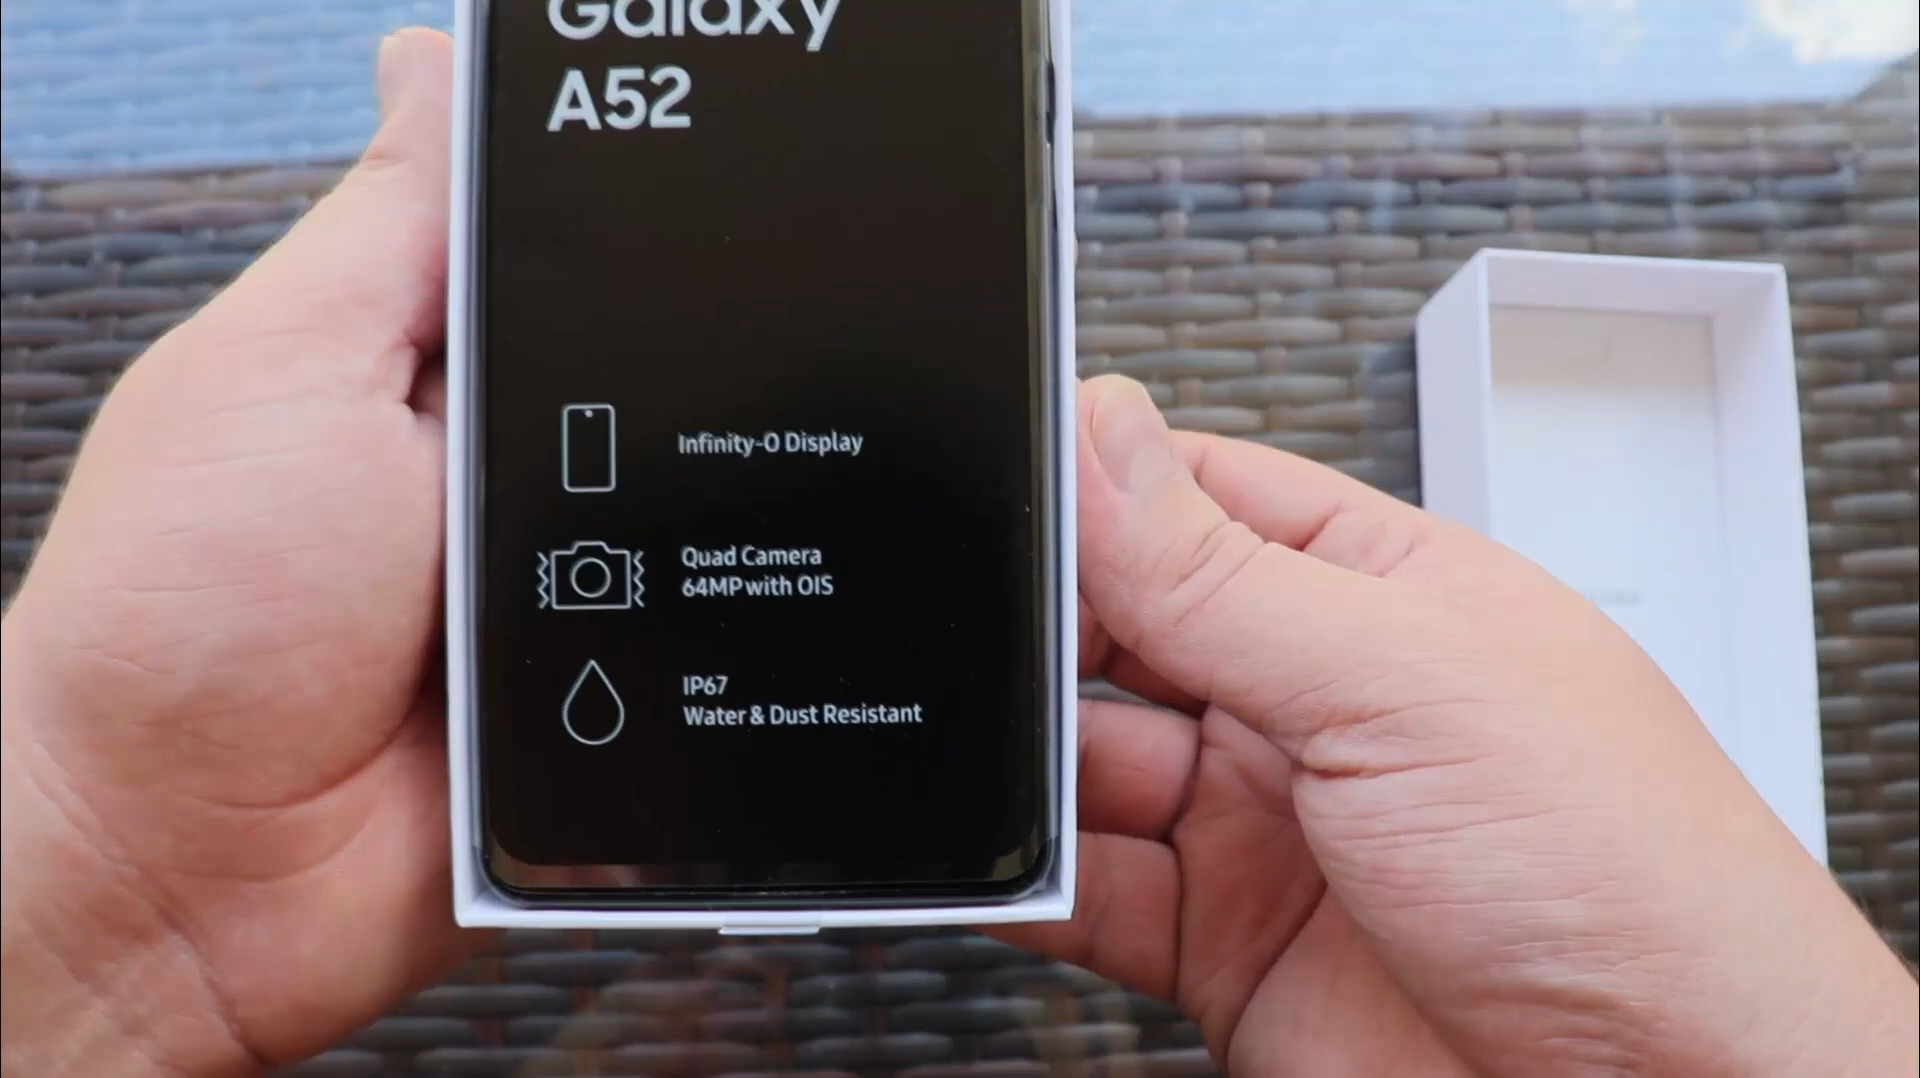 Galaxy
A52
Infinity-O Display
Quad Camera
64MP with OIS
IP67
Water & Dust Resistant